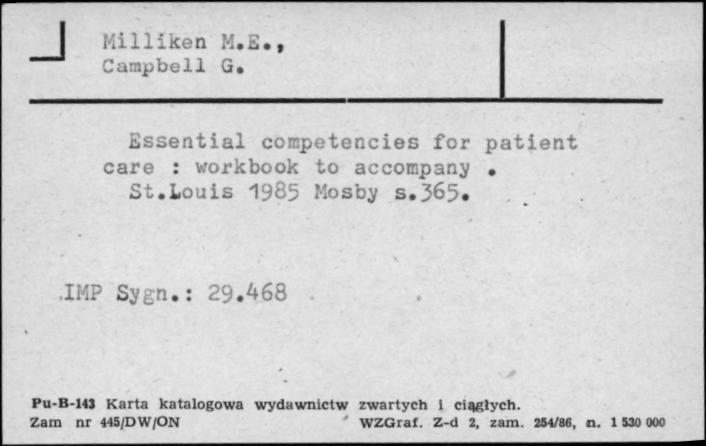 Milliken M.E.,
Campbell G.
Essential competencies for patient
care : workbook to accompany .
St.Louis 1985 Mosby s.365.
IMP Sygn.: 29.468
Pu-B-143 Karta katalogowa wydawnictw zwartych i ciągłych.
Zam nr 445/DW/ON WZGraf. Z-d 2, zam. 254/86, n. 1 530 000